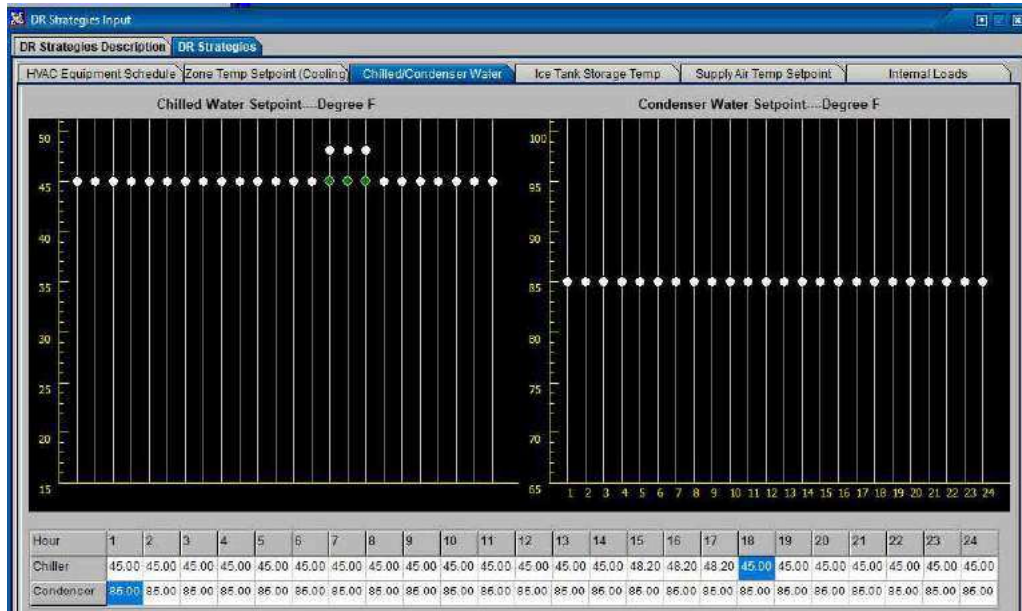 DR Strategies Input
DR Strategies Description DR Strategies
HVAC Equipment Schedule Zone Temp Setpoint (Cooling) Chilled/Condenser Water Ice Tank Storage Temp Supply Air Temp Setpoint Internal Loads
Chilled Water Setpoint....Degree F
50
45
40
35
30
25
20
15
Condenser Water Setpoint....Degree F
100
95
90
85
80
75
70
65
1 2 3 4 5 6 7 8 9 10 11 12 13 14 15 16 17 18 19 20 21 22 23 24
Hour 1 2 3 4 5 6 7 8 9 10 11 12 13 14 15 16 17 18 19 20 21 22 23 24
Chiller 45.00 45.00 45.00 45.00 45.00 45.00 45.00 45.00 45.00 45.00 45.00 45.00 45.00 45.00 48.20 48.20 48.20 45.00 45.00 45.00 45.00 45.00 45.00 45.00
Condenser 85.00 85.00 85.00 85.00 85.00 85.00 85.00 85.00 85.00 85.00 85.00 85.00 85.00 85.00 85.00 85.00 85.00 85.00 85.00 85.00 85.00 85.00 85.00 85.00